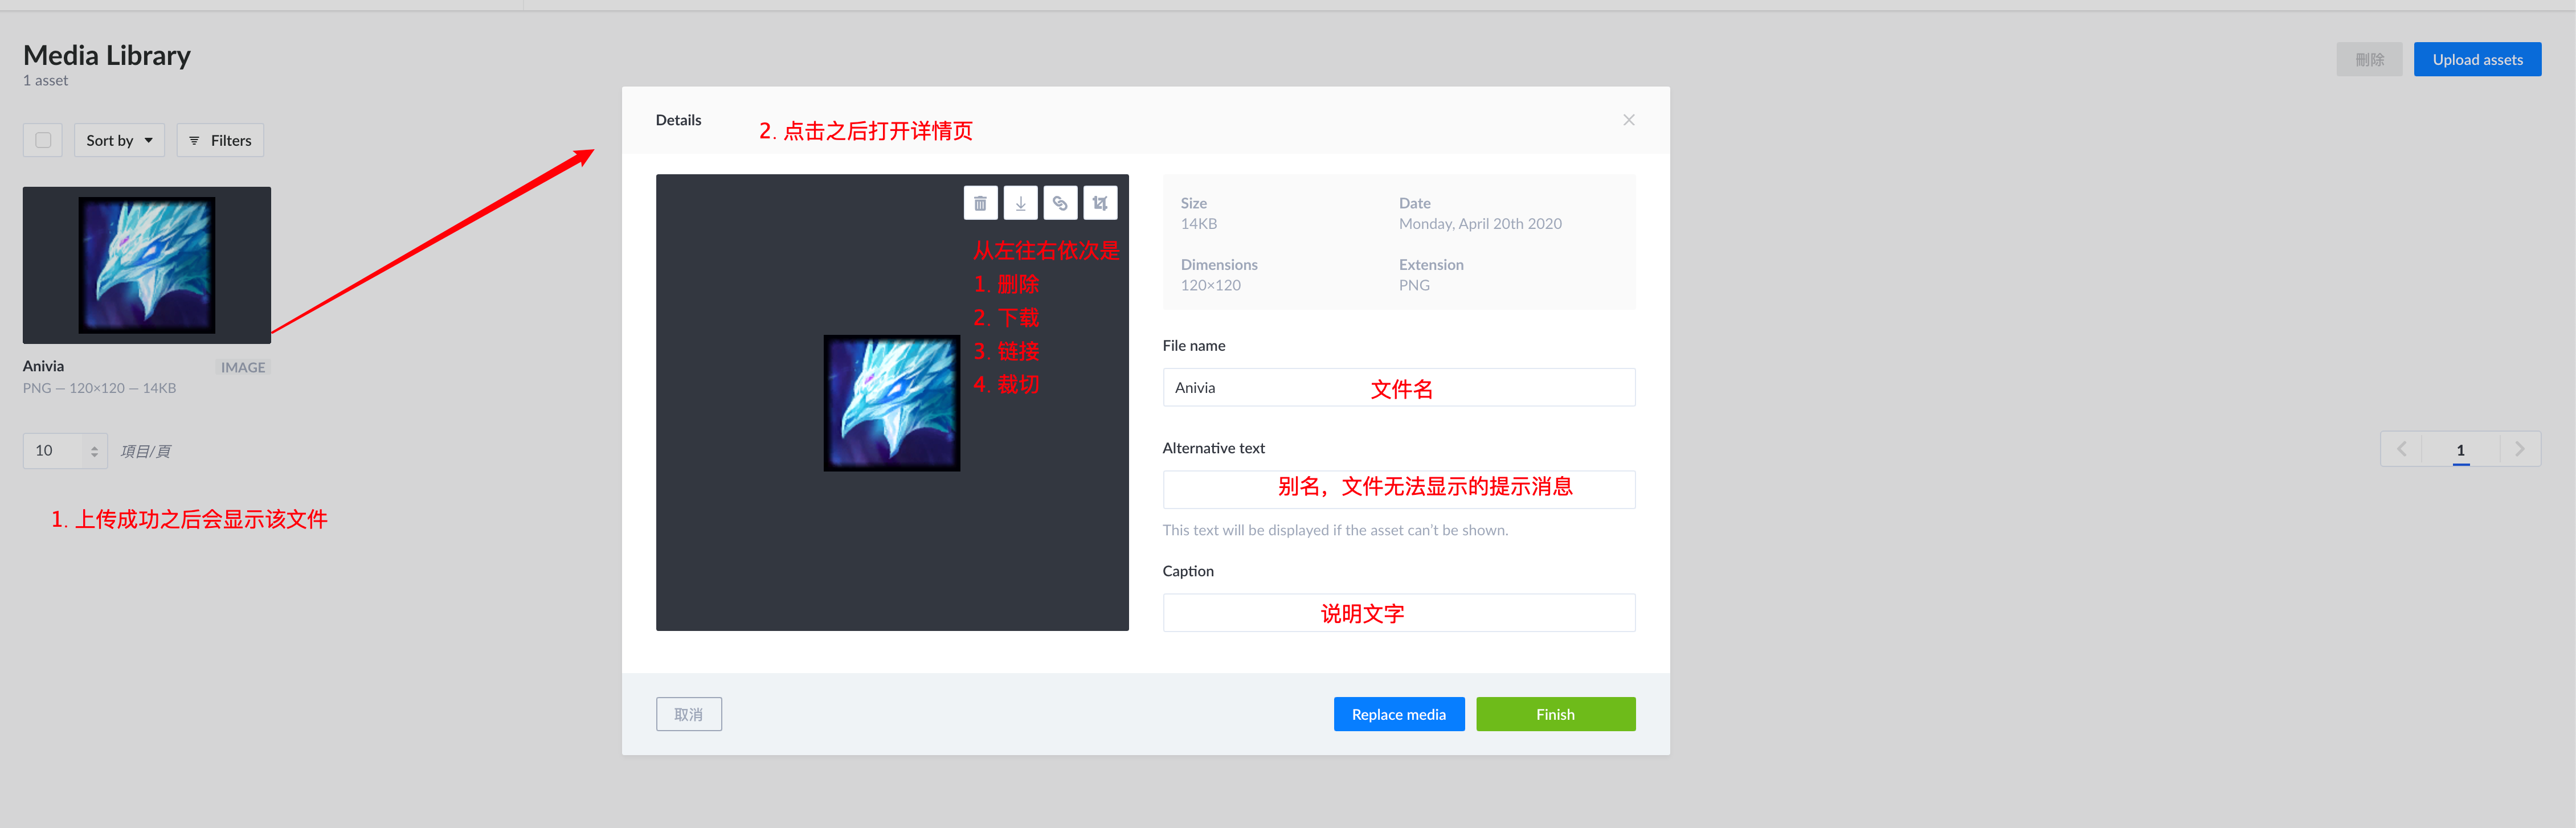 Media Library
1 asset
刪除
Upload assets
Sort by
Filters
Anivia
IMAGE
PNG — 120×120 — 14KB
10
項目/頁
1
1. 上传成功之后会显示该文件
Details
2. 点击之后打开详情页
从左往右依次是
1. 删除
2. 下载
3. 链接
4. 裁切
Size
14KB
Date
Monday, April 20th 2020
Dimensions
120×120
Extension
PNG
File name
Anivia
文件名
Alternative text
别名，文件无法显示的提示消息
This text will be displayed if the asset can't be shown.
Caption
说明文字
取消
Replace media
Finish